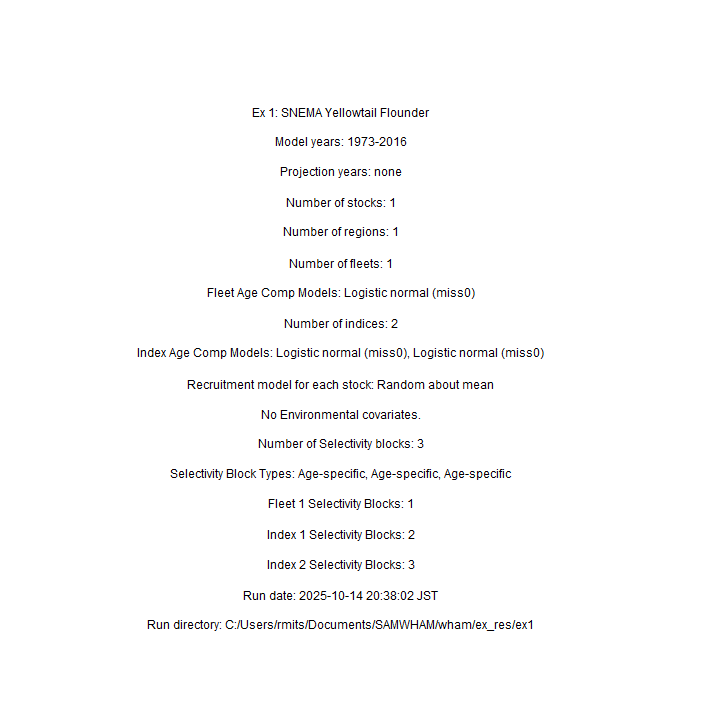 Ex 1: SNEMA Yellowtail Flounder
Model years: 1973-2016
Projection years: none
Number of stocks: 1
Number of regions: 1
Number of fleets: 1
Fleet Age Comp Models: Logistic normal (miss0)
Number of indices: 2
Index Age Comp Models: Logistic normal (miss0), Logistic normal (miss0)
Recruitment model for each stock: Random about mean
No Environmental covariates.
Number of Selectivity blocks: 3
Selectivity Block Types: Age-specific, Age-specific, Age-specific
Fleet 1 Selectivity Blocks: 1
Index 1 Selectivity Blocks: 2
Index 2 Selectivity Blocks: 3
Run date: 2025-10-14 20:38:02 JST
Run directory: C:/Users/rmits/Documents/SAMWHAM/wham/ex_res/ex1